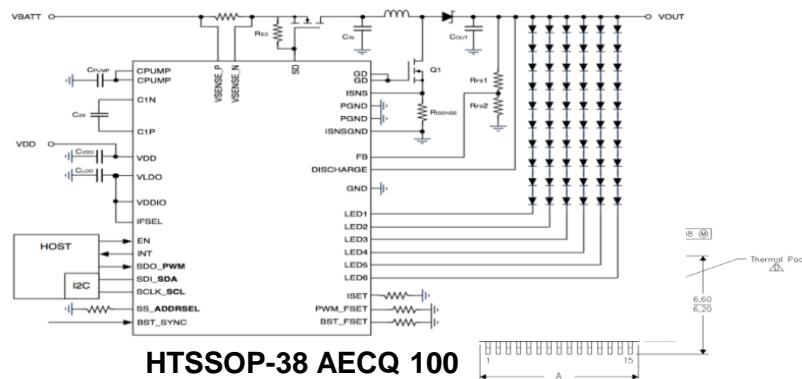 VBATT
VOUT
RSD
CIN
COUT
CPUMP
CPUMP
CPUMP
VSENSE_P
VSENSE_N
SD
GD
GD
Q1
RFB1
C1N
C2X
C1P
ISNS
PGND
PGND
ISNSGND
RISENSE
RFB2
VDD
CVDD
VDD
FB
CLDO
VLDO
DISCHARGE
VDDIO
GND
IFSEL
LED1
HOST
EN
LED2
INT
LED3
SDO_PWM
LED4
I2C
SDI_SDA
LED5
SCLK_SCL
LED6
SS_ADDRSEL
ISET
BST_SYNC
PWM_FSET
BST_FSET
38 Ⓜ
Thermal Pad
6,60
6,20
1
15
A
HTSSOP-38 AECQ 100